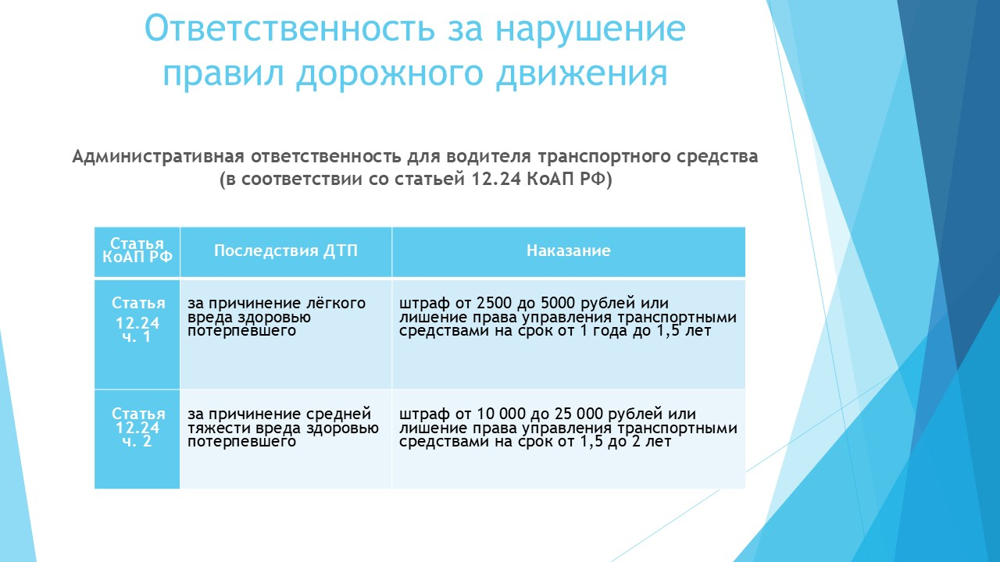 Ответственность за нарушение
правил дорожного движения
Административная ответственность для водителя транспортного средства
(в соответствии со статьей 12.24 КоАП РФ)
Статья
КоАП РФ
Последствия ДТП
Наказание
Статья
12.24
ч. 1
за причинение лёгкого
вреда здоровью
потерпевшего
штраф от 2500 до 5000 рублей или
лишение права управления транспортными
средствами на срок от 1 года до 1,5 лет
Статья
12.24
ч. 2
за причинение средней
тяжести вреда здоровью
потерпевшего
штраф от 10 000 до 25 000 рублей или
лишение права управления транспортными
средствами на срок от 1,5 до 2 лет